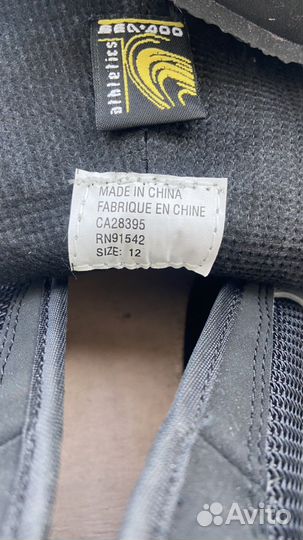 SEA-DOO
athletics
MADE IN CHINA
FABRIQUE EN CHINE
CA28395
RN91542
SIZE: 12
Avito